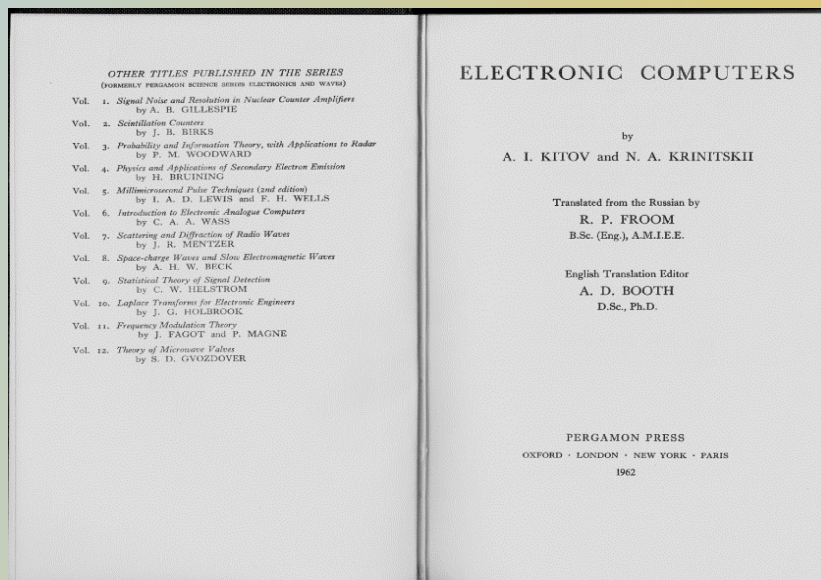 OTHER TITLES PUBLISHED IN THE SERIES
(FORMERLY PERGAMON SCIENCE SERIES ELECTRONICS AND WAVES)
Vol. 1. Signal Noise and Resolution in Nuclear Counter Amplifiers
by A. B. GILLESPIE
Vol. 2. Scintillation Counters
by J. B. BIRKS
Vol. 3. Probability and Information Theory, with Applications to Radar
by P. M. WOODWARD
Vol. 4. Physics and Applications of Secondary Electron Emission
by H. BRUINING
Vol. 5. Millimicrosecond Pulse Techniques (2nd edition)
by I. A. D. LEWIS and F. H. WELLS
Vol. 6. Introduction to Electronic Analogue Computers
by C. A. A. WASS
Vol. 7. Scattering and Diffraction of Radio Waves
by J. R. MENTZER
Vol. 8. Space-charge Waves and Slow Electromagnetic Waves
by A. H. W. BECK
Vol. 9. Statistical Theory of Signal Detection
by C. W. HELSTROM
Vol. 10. Laplace Transforms for Electronic Engineers
by J. G. HOLBROOK
Vol. 11. Frequency Modulation Theory
by J. FAGOT and P. MAGNE
Vol. 12. Theory of Microwave Valves
by S. D. GVOZDOVER
ELECTRONIC COMPUTERS
by
A. I. KITOV and N. A. KRINITSKII
Translated from the Russian by
R. P. FROOM
B.Sc. (Eng.), A.M.I.E.E.
English Translation Editor
A. D. BOOTH
D.Sc., Ph.D.
PERGAMON PRESS
OXFORD · LONDON · NEW YORK · PARIS
1962